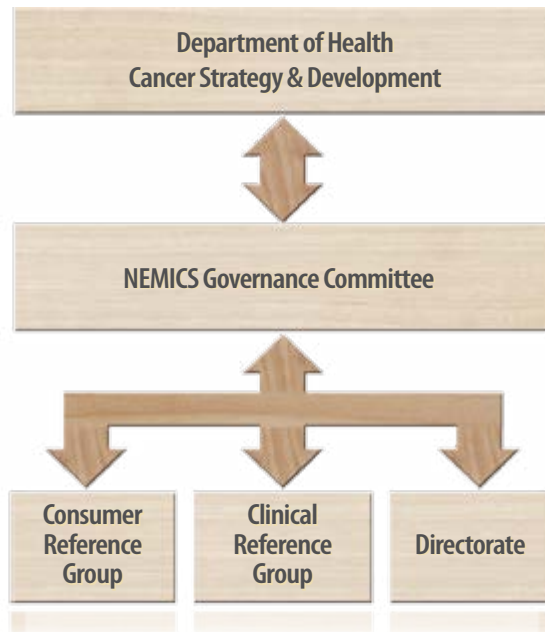 Department of Health
Cancer Strategy & Development
NEMICS Governance Committee
Consumer
Reference
Group
Clinical
Reference
Group
Directorate